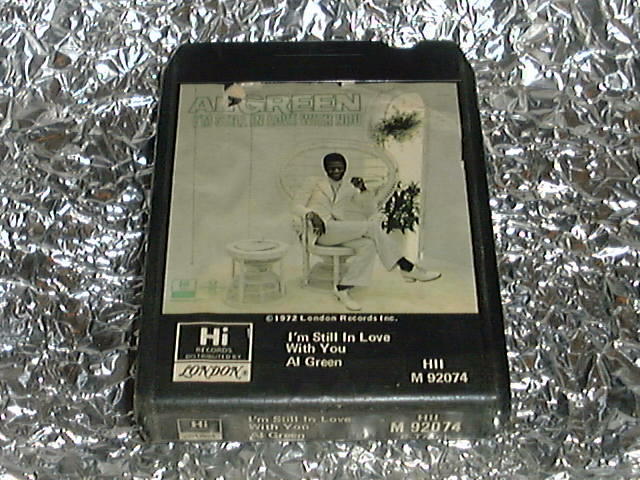 AL GREEN
I'M STILL IN LOVE WITH YOU
©1972 London Records Inc.
Hi
RECORDS
DISTRIBUTED BY
LONDON®
I'm Still In Love
With You
Al Green
HII
M 92074
Hi
I'm Still In Love
With You
Al Green
HII
M 92074